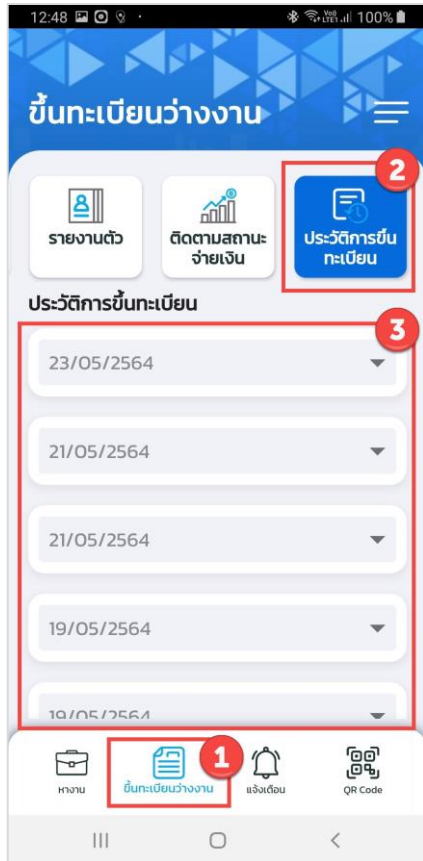 12:48
100%
ขึ้นทะเบียนว่างงาน
2
รายงานตัว
ติดตามสถานะ
จ่ายเงิน
ประวัติการขึ้น
ทะเบียน
ประวัติการขึ้นทะเบียน
3
23/05/2564
21/05/2564
21/05/2564
19/05/2564
19/05/2564
1
หางาน
ขึ้นทะเบียนว่างงาน
แจ้งเตือน
QR Code